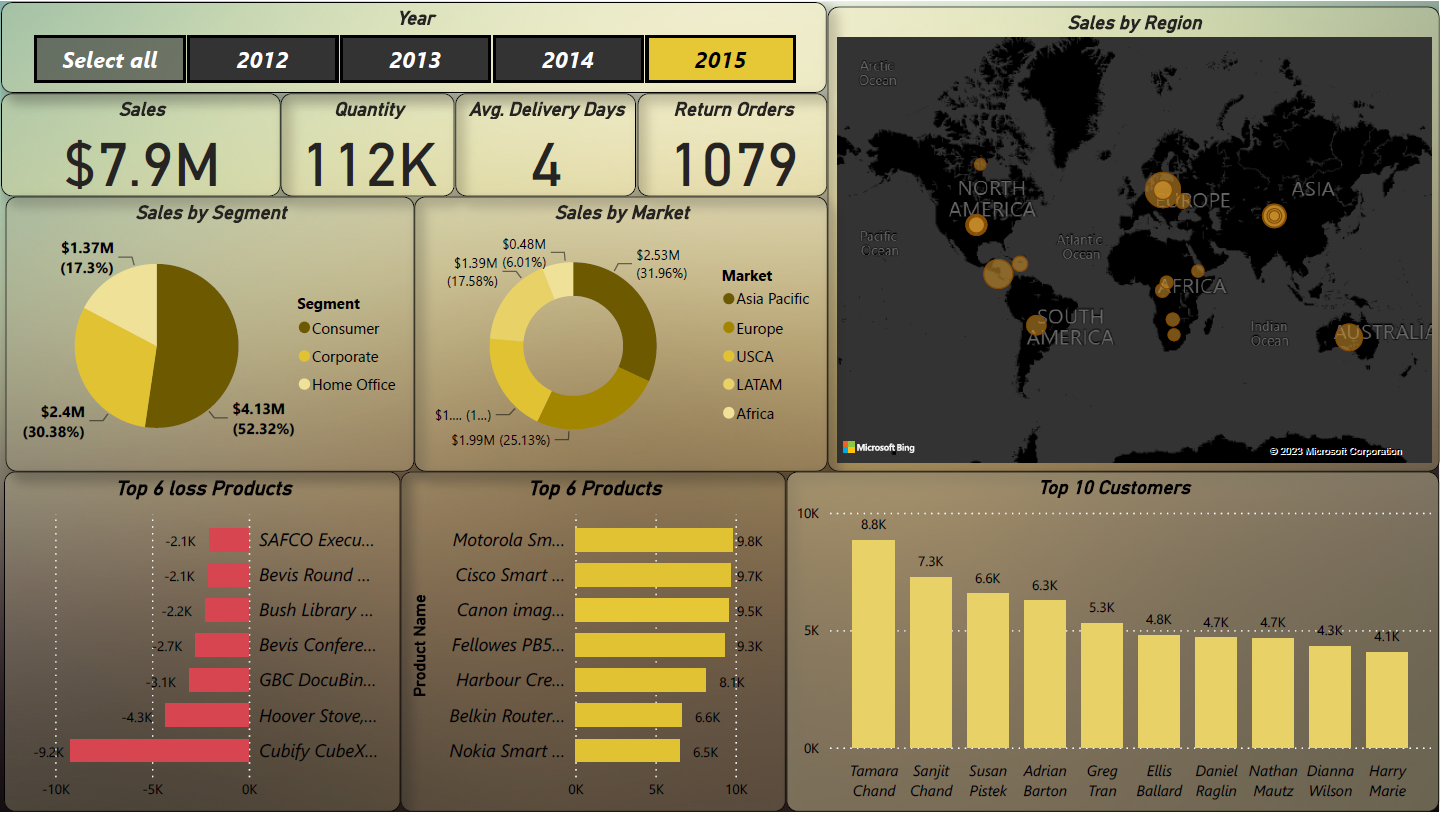 Year
Select all
2012
2013
2014
2015
Sales
$7.9M
Quantity
112K
Avg. Delivery Days
4
Return Orders
1079
Sales by Region
Arctic
Ocean
NORTH
AMERICA
EUROPE
ASIA
Pacific
Ocean
Atlantic
Ocean
AFRICA
SOUTH
AMERICA
Indian
Ocean
AUSTRALIA
Microsoft Bing
© 2023 Microsoft Corporation
Sales by Segment
$1.37M
(17.3%)
$2.4M
(30.38%)
$4.13M
(52.32%)
Segment
Consumer
Corporate
Home Office
Sales by Market
$0.48M
(6.01%)
$1.39M
(17.58%)
$2.53M
(31.96%)
$1.... (1...)
$1.99M (25.13%)
Market
Asia Pacific
Europe
USCA
LATAM
Africa
Top 6 loss Products
-2.1K SAFCO Execu...
-2.1K Bevis Round ...
-2.2K Bush Library ...
-2.7K Bevis Confere...
-3.1K GBC DocuBin...
-4.3K Hoover Stove,...
-9.2K Cubify CubeX...
-10K -5K 0K
Top 6 Products
Product Name
Motorola Sm... 9.8K
Cisco Smart ... 9.7K
Canon imag... 9.5K
Fellowes PB5... 9.3K
Harbour Cre... 8.1K
Belkin Router... 6.6K
Nokia Smart ... 6.5K
0K 5K 10K
Top 10 Customers
10K
5K
0K
8.8K
7.3K
6.6K
6.3K
5.3K
4.8K
4.7K
4.7K
4.3K
4.1K
Tamara
Chand
Sanjit
Chand
Susan
Pistek
Adrian
Barton
Greg
Tran
Ellis
Ballard
Daniel
Raglin
Nathan
Mautz
Dianna
Wilson
Harry
Marie